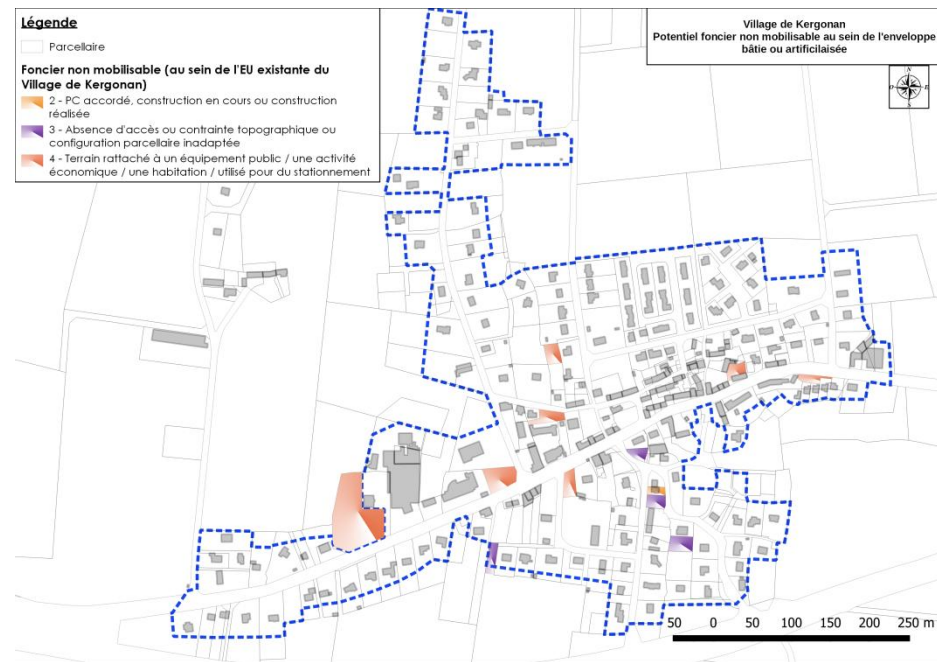 Légende
Parcellaire
Foncier non mobilisable (au sein de l'EU existante du
Village de Kergonan)
2 - PC accordé, construction en cours ou construction
réalisée
3 - Absence d'accès ou contrainte topographique ou
configuration parcellaire inadaptée
4 - Terrain rattaché à un équipement public / une activité
économique / une habitation / utilisé pour du stationnement
Village de Kergonan
Potentiel foncier non mobilisable au sein de l'enveloppe
bâtie ou artificilaisée
N
O
E
S
50 0 50 100 150 200 250 m